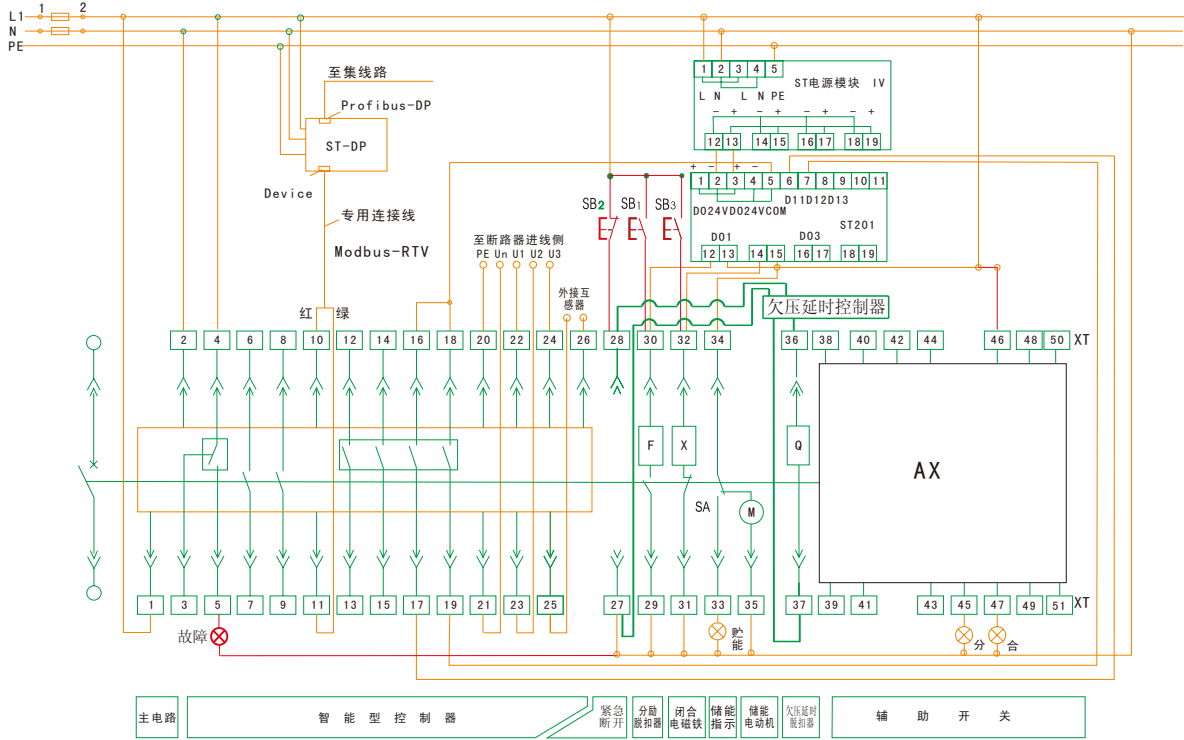 L1 1 2
N
PE
至集线路
Profibus-DP
ST-DP
Device
专用连接线
Modbus-RTV
红 绿
1 2 3 4 5
ST电源模块 IV
L N L N PE
− + − + − + − +
12 13 14 15 16 17 18 19
+ − + −
1 2 3 4 5 6 7 8 9 10 11
DO24VDO24VCOM D11D12D13
ST201
DO1 DO3
12 13 14 15 16 17 18 19
SB2 SB1 SB3
至断路器进线侧
PE Un U1 U2 U3
外接互
感器
欠压延时控制器
2 4 6 8 10 12 14 16 18 20 22 24 26 28 30 32 34 36 38 40 42 44 46 48 50 XT
F X Q
AX
SA
M
1 3 5 7 9 11 13 15 17 19 21 23 25 27 29 31 33 35 37 39 41 43 45 47 49 51 XT
故障
贮
能
分 合
主电路
智能型控制器
紧急
断开
分励
脱扣器
闭合
电磁铁
储能
指示
储能
电动机
欠压延时
脱扣器
辅助开关